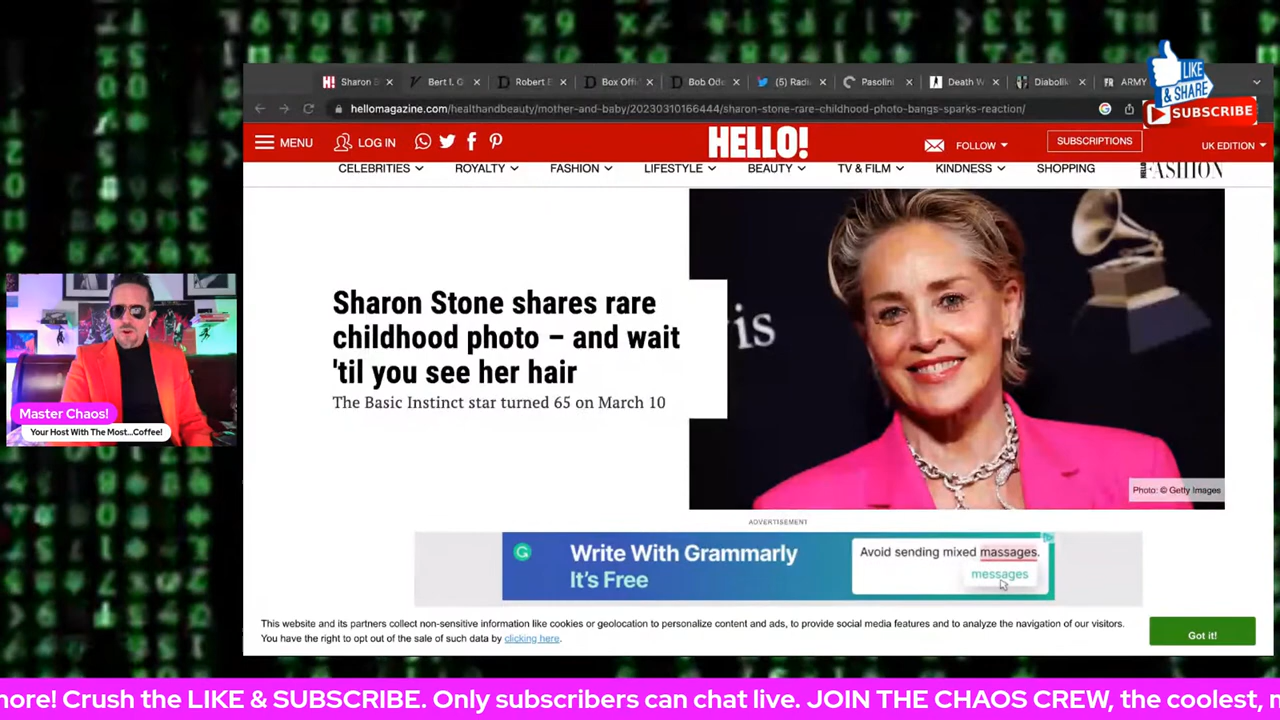 LIKE
& SHARE
SUBSCRIBE
Sharon S
Bert I. G
Robert E
Box Offi
Bob Ode
(5) Radi
Pasolini
Death W
Diabolik
ARMY
hellomagazine.com/healthandbeauty/mother-and-baby/20230310166444/sharon-stone-rare-childhood-photo-bangs-sparks-reaction/
MENU
LOG IN
HELLO!
FOLLOW
SUBSCRIPTIONS
UK EDITION
CELEBRITIES
ROYALTY
FASHION
LIFESTYLE
BEAUTY
TV & FILM
KINDNESS
SHOPPING
HELLO!
FASHION
Sharon Stone shares rare
childhood photo – and wait
'til you see her hair
The Basic Instinct star turned 65 on March 10
vis
Photo: © Getty Images
Master Chaos!
Your Host With The Most...Coffee!
ADVERTISEMENT
Write With Grammarly
It's Free
Avoid sending mixed massages.
messages
This website and its partners collect non-sensitive information like cookies or geolocation to personalize content and ads, to provide social media features and to analyze the navigation of our visitors.
You have the right to opt out of the sale of such data by clicking here.
Got it!
more! Crush the LIKE & SUBSCRIBE. Only subscribers can chat live. JOIN THE CHAOS CREW, the coolest,